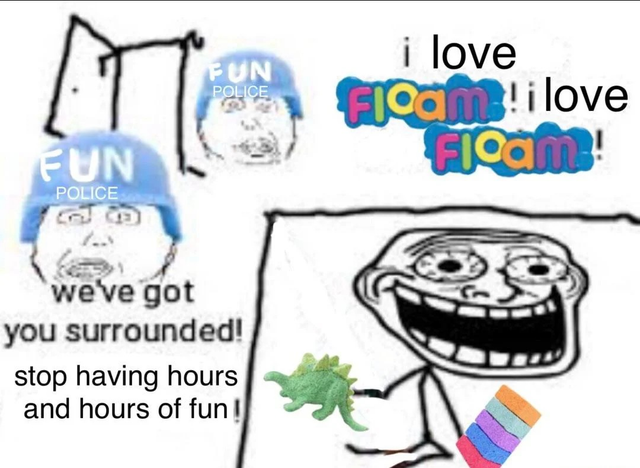 FUN
POLICE
i love
Floam! i love
Floam!
FUN
POLICE
we've got
you surrounded!
stop having hours
and hours of fun!